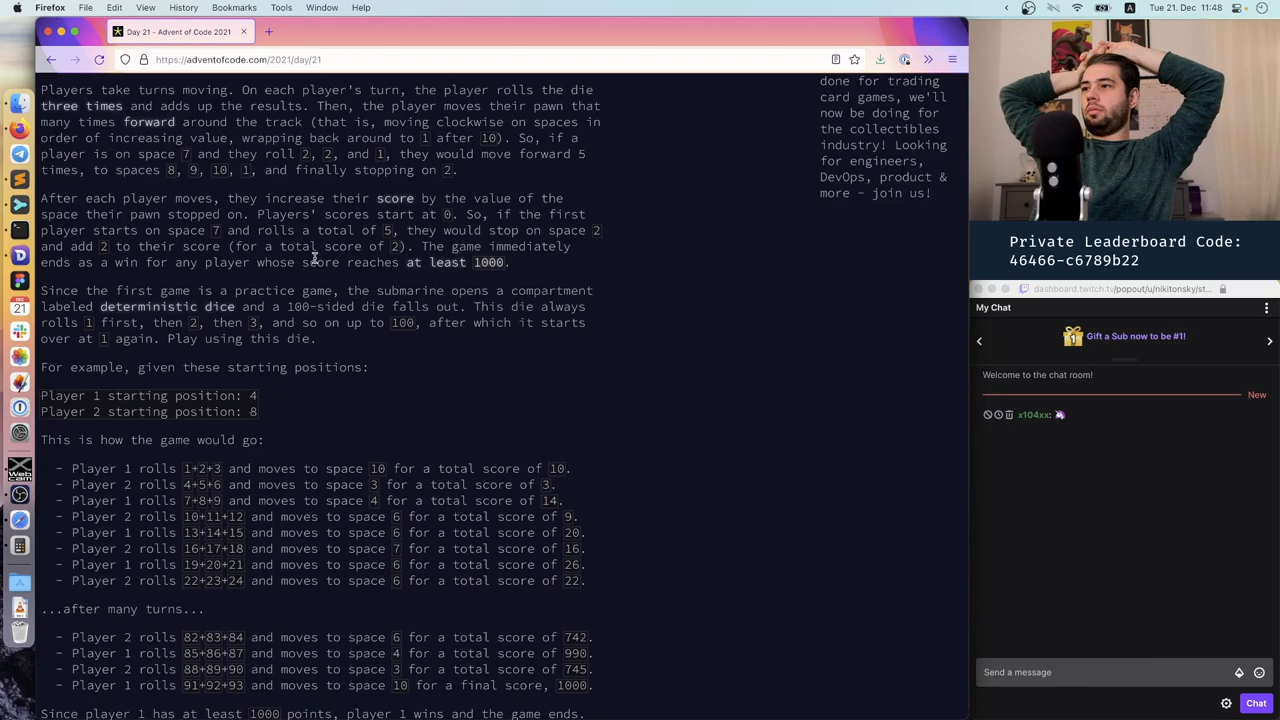 Firefox File Edit View History Bookmarks Tools Window Help
A Tue 21. Dec 11:48
Day 21 - Advent of Code 2021
https://adventofcode.com/2021/day/21
Players take turns moving. On each player's turn, the player rolls the die
three times and adds up the results. Then, the player moves their pawn that
many times forward around the track (that is, moving clockwise on spaces in
order of increasing value, wrapping back around to 1 after 10). So, if a
player is on space 7 and they roll 2, 2, and 1, they would move forward 5
times, to spaces 8, 9, 10, 1, and finally stopping on 2.
After each player moves, they increase their score by the value of the
space their pawn stopped on. Players' scores start at 0. So, if the first
player starts on space 7 and rolls a total of 5, they would stop on space 2
and add 2 to their score (for a total score of 2). The game immediately
ends as a win for any player whose score reaches at least 1000.
Since the first game is a practice game, the submarine opens a compartment
labeled deterministic dice and a 100-sided die falls out. This die always
rolls 1 first, then 2, then 3, and so on up to 100, after which it starts
over at 1 again. Play using this die.
For example, given these starting positions:
Player 1 starting position: 4
Player 2 starting position: 8
This is how the game would go:
- Player 1 rolls 1+2+3 and moves to space 10 for a total score of 10.
- Player 2 rolls 4+5+6 and moves to space 3 for a total score of 3.
- Player 1 rolls 7+8+9 and moves to space 4 for a total score of 14.
- Player 2 rolls 10+11+12 and moves to space 6 for a total score of 9.
- Player 1 rolls 13+14+15 and moves to space 6 for a total score of 20.
- Player 2 rolls 16+17+18 and moves to space 7 for a total score of 16.
- Player 1 rolls 19+20+21 and moves to space 6 for a total score of 26.
- Player 2 rolls 22+23+24 and moves to space 6 for a total score of 22.
...after many turns...
- Player 2 rolls 82+83+84 and moves to space 6 for a total score of 742.
- Player 1 rolls 85+86+87 and moves to space 4 for a total score of 990.
- Player 2 rolls 88+89+90 and moves to space 3 for a total score of 745.
- Player 1 rolls 91+92+93 and moves to space 10 for a final score, 1000.
Since player 1 has at least 1000 points, player 1 wins and the game ends.
done for trading
card games, we'll
now be doing for
the collectibles
industry! Looking
for engineers,
DevOps, product &
more - join us!
DEC
21
Web
cam
Private Leaderboard Code:
46466-c6789b22
dashboard.twitch.tv/popout/u/nikitonsky/st...
My Chat
1
Gift a Sub now to be #1!
Welcome to the chat room!
New
x104xx:
Send a message
Chat